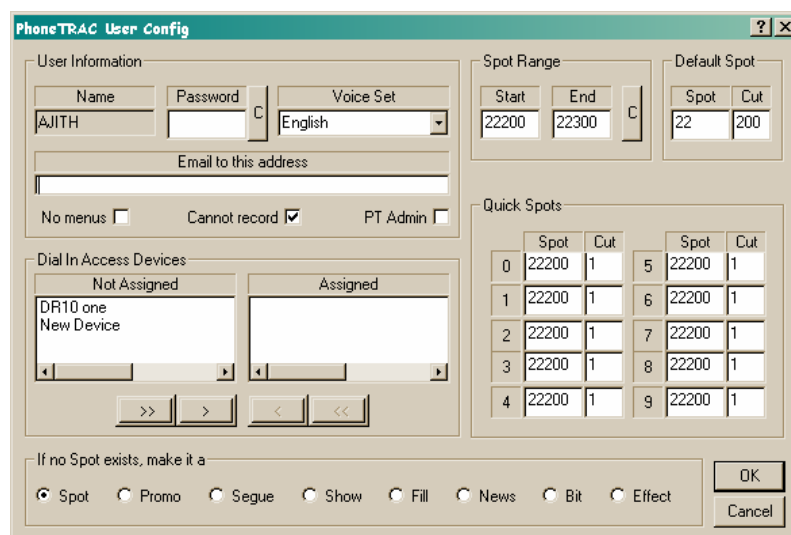 PhoneTRAC User Config
User Information
Name Password Voice Set
AJITH C English
Email to this address
No menus Cannot record PT Admin
Spot Range
Start End
22200 22300 C
Default Spot
Spot Cut
22 200
Dial In Access Devices
Not Assigned Assigned
DR10 one
New Device
>> > < <<
Quick Spots
Spot Cut Spot Cut
0 22200 1 5 22200 1
1 22200 1 6 22200 1
2 22200 1 7 22200 1
3 22200 1 8 22200 1
4 22200 1 9 22200 1
If no Spot exists, make it a
Spot Promo Segue Show Fill News Bit Effect
OK
Cancel